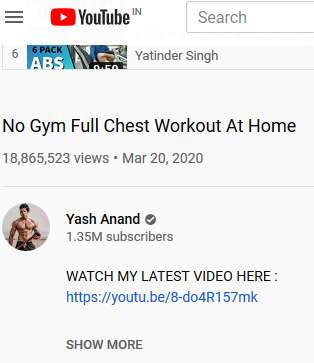 YouTube IN
Search
6 PACK
ABS
6
Yatinder Singh
No Gym Full Chest Workout At Home
18,865,523 views • Mar 20, 2020
Yash Anand
1.35M subscribers
WATCH MY LATEST VIDEO HERE :
https://youtu.be/8-do4R157mk
SHOW MORE